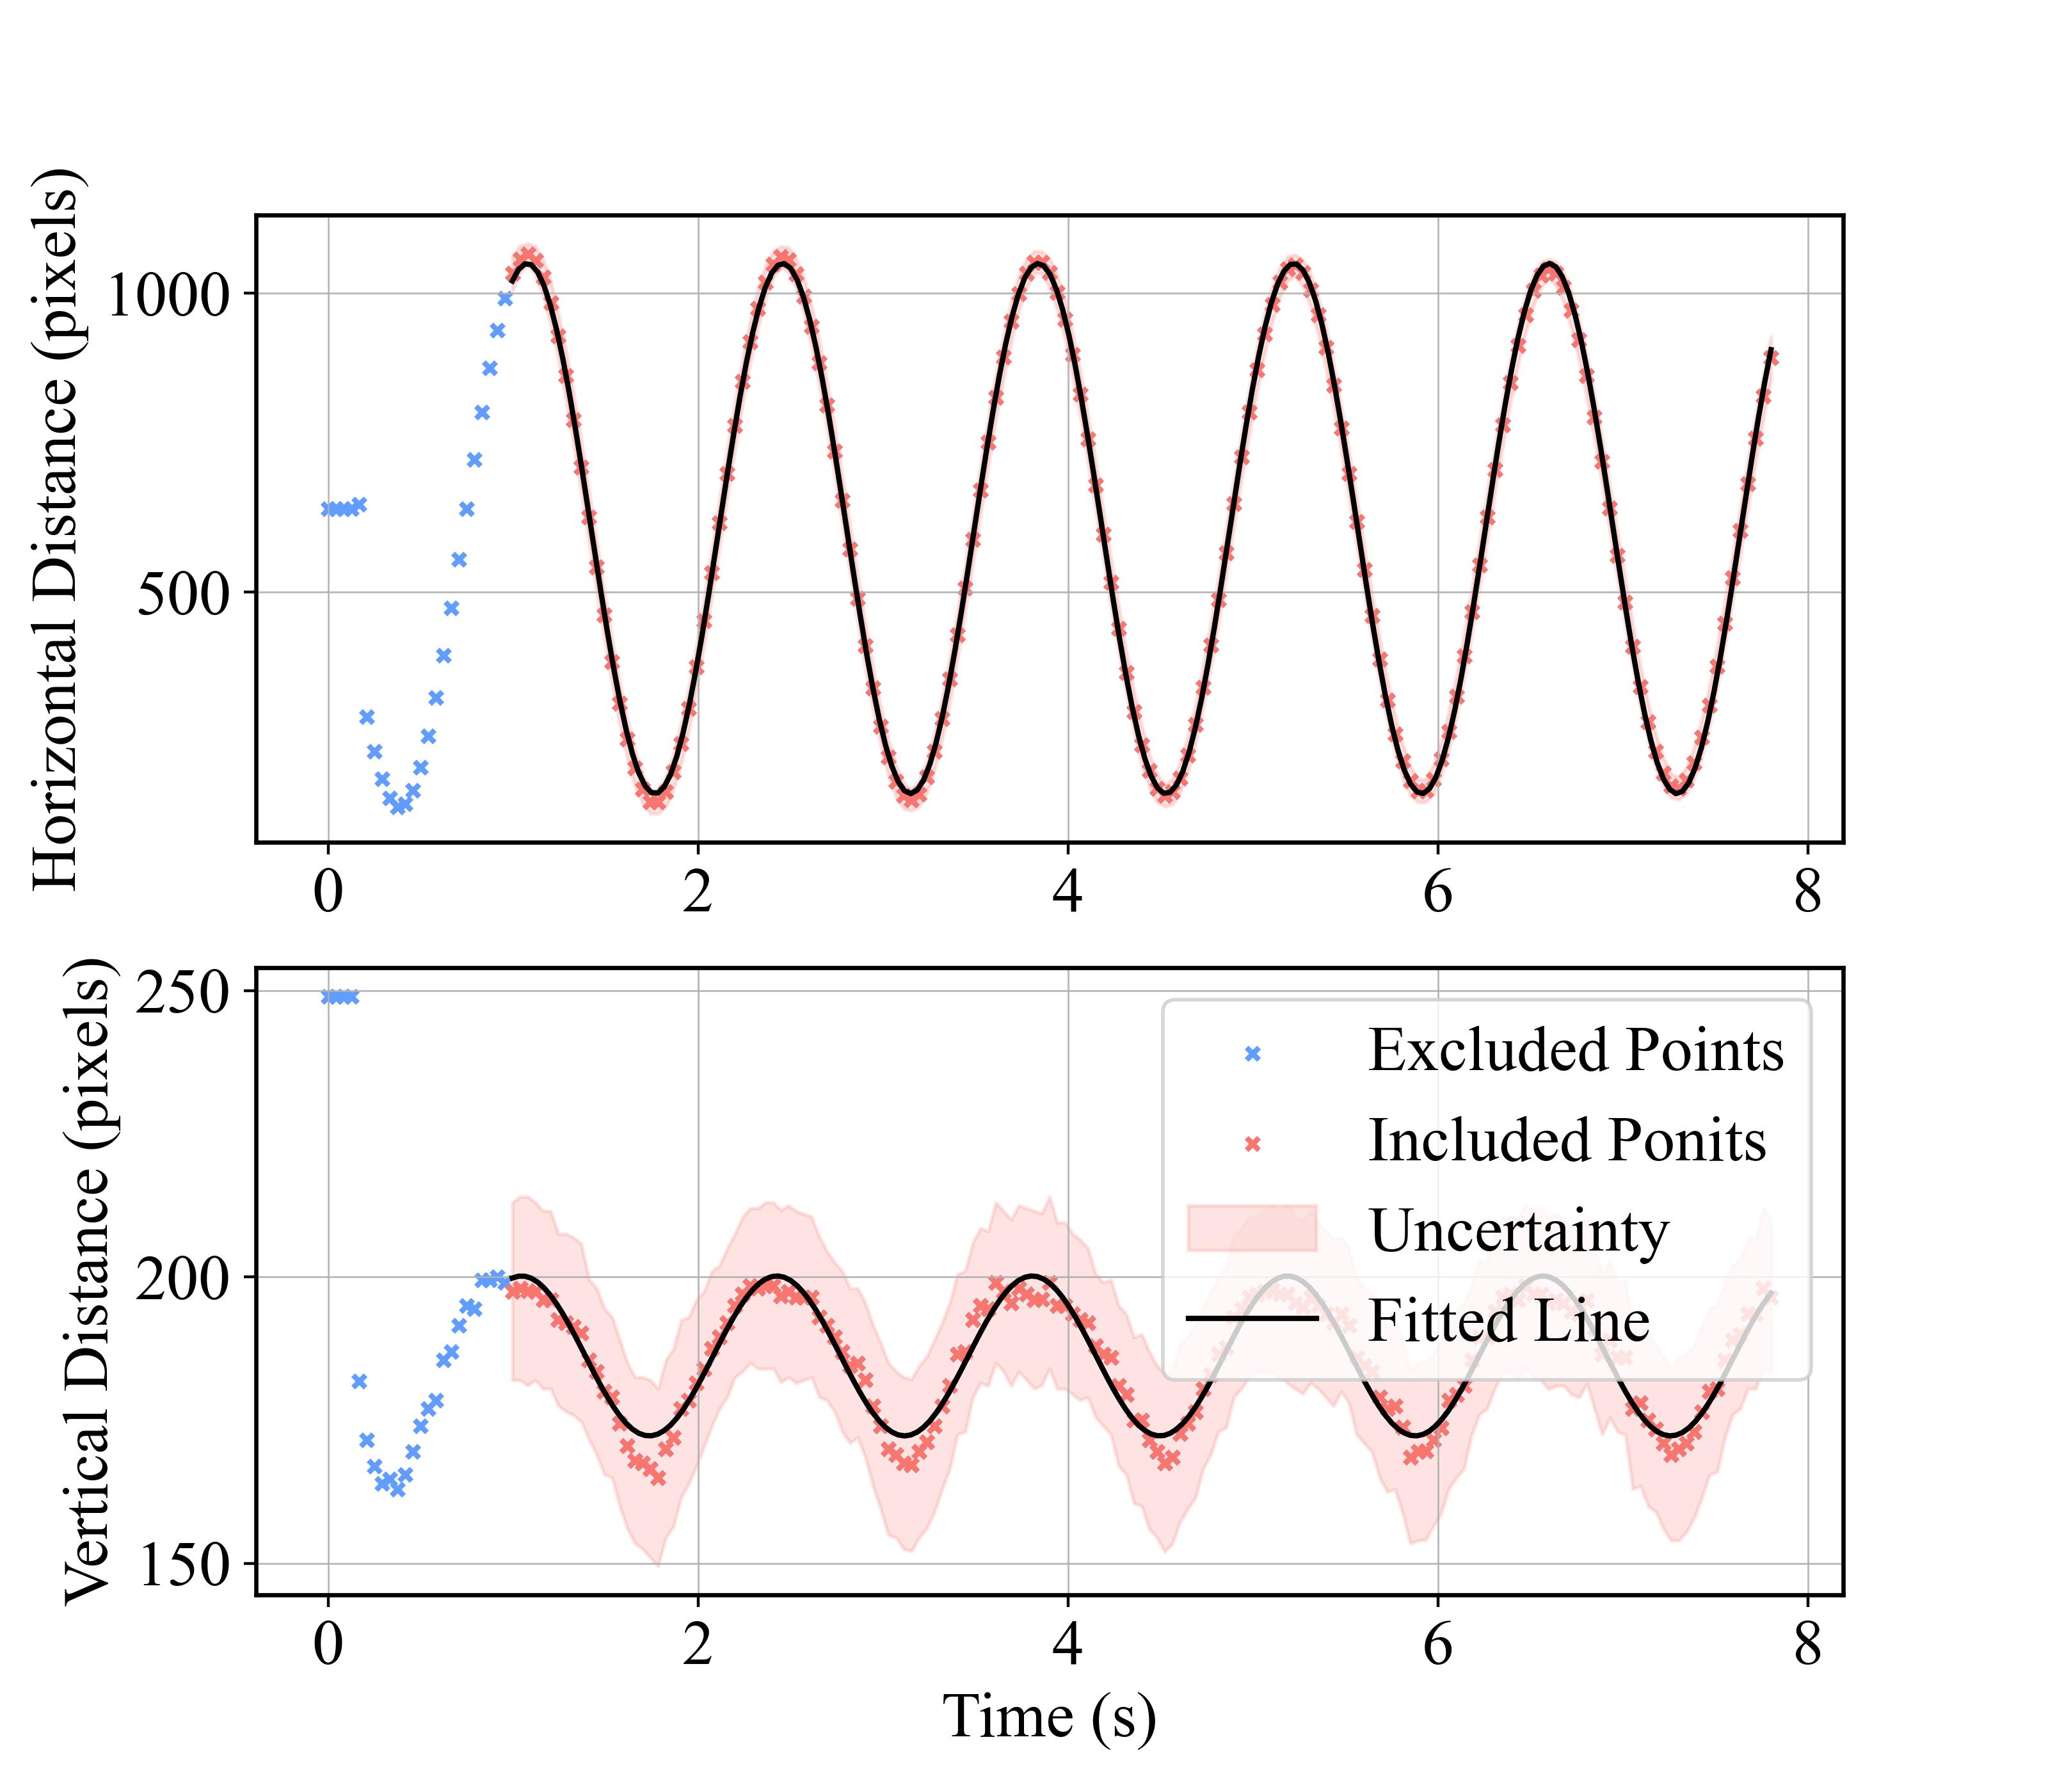 Horizontal Distance (pixels)
1000
500
0 2 4 6 8
Vertical Distance (pixels)
250
200
150
Excluded Points
Included Ponits
Uncertainty
Fitted Line
0 2 4 6 8
Time (s)